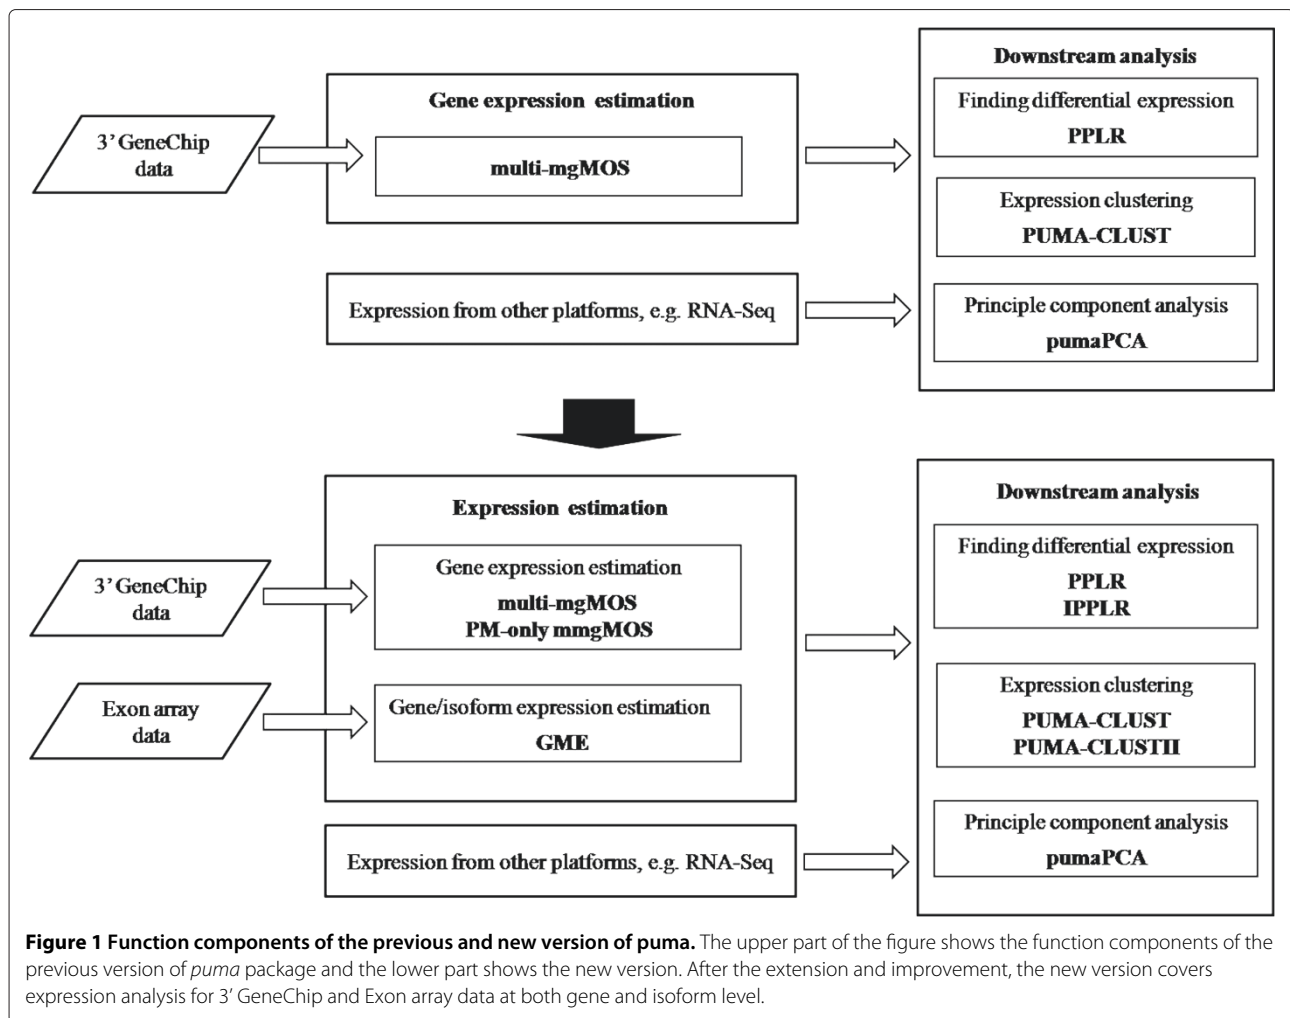 Gene expression estimation
3' GeneChip
data
multi-mgMOS
Expression from other platforms, e.g. RNA-Seq
Downstream analysis
Finding differential expression
PPLR
Expression clustering
PUMA-CLUST
Principle component analysis
pumaPCA
Expression estimation
3' GeneChip
data
Gene expression estimation
multi-mgMOS
PM-only mmgMOS
Exon array
data
Gene/isoform expression estimation
GME
Expression from other platforms, e.g. RNA-Seq
Downstream analysis
Finding differential expression
PPLR
IPPLR
Expression clustering
PUMA-CLUST
PUMA-CLUSTII
Principle component analysis
pumaPCA
Figure 1 Function components of the previous and new version of puma. The upper part of the figure shows the function components of the
previous version of puma package and the lower part shows the new version. After the extension and improvement, the new version covers
expression analysis for 3' GeneChip and Exon array data at both gene and isoform level.